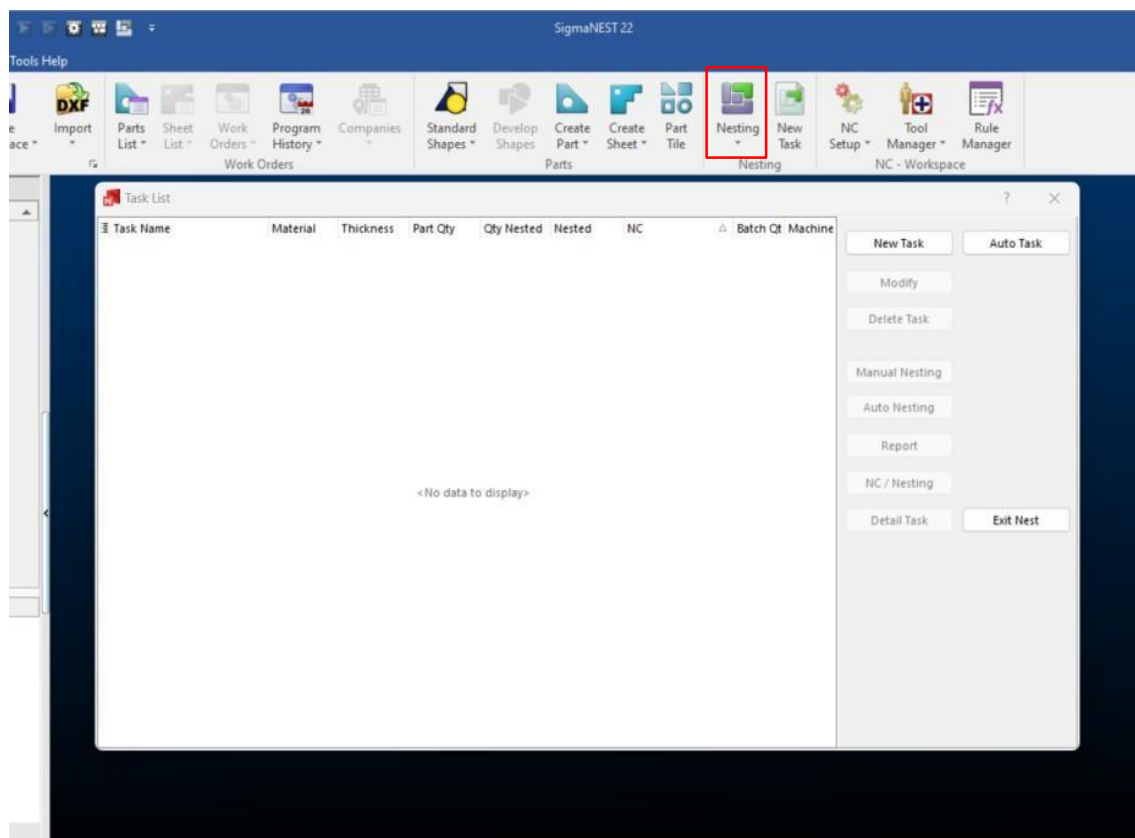 SigmaNEST 22
Tools Help
DXF
Import
Parts List
Sheet List
Work Orders
Program History
Companies
Standard Shapes
Develop Shapes
Create Part
Create Sheet
Part Tile
Nesting
New Task
NC Setup
Tool Manager
Rule Manager
Work Orders
Parts
Nesting
NC - Workspace
Task List
Task Name Material Thickness Part Qty Qty Nested Nested NC Batch Qt Machine
New Task Auto Task
Modify
Delete Task
Manual Nesting
Auto Nesting
Report
<No data to display>
NC / Nesting
Detail Task Exit Nest